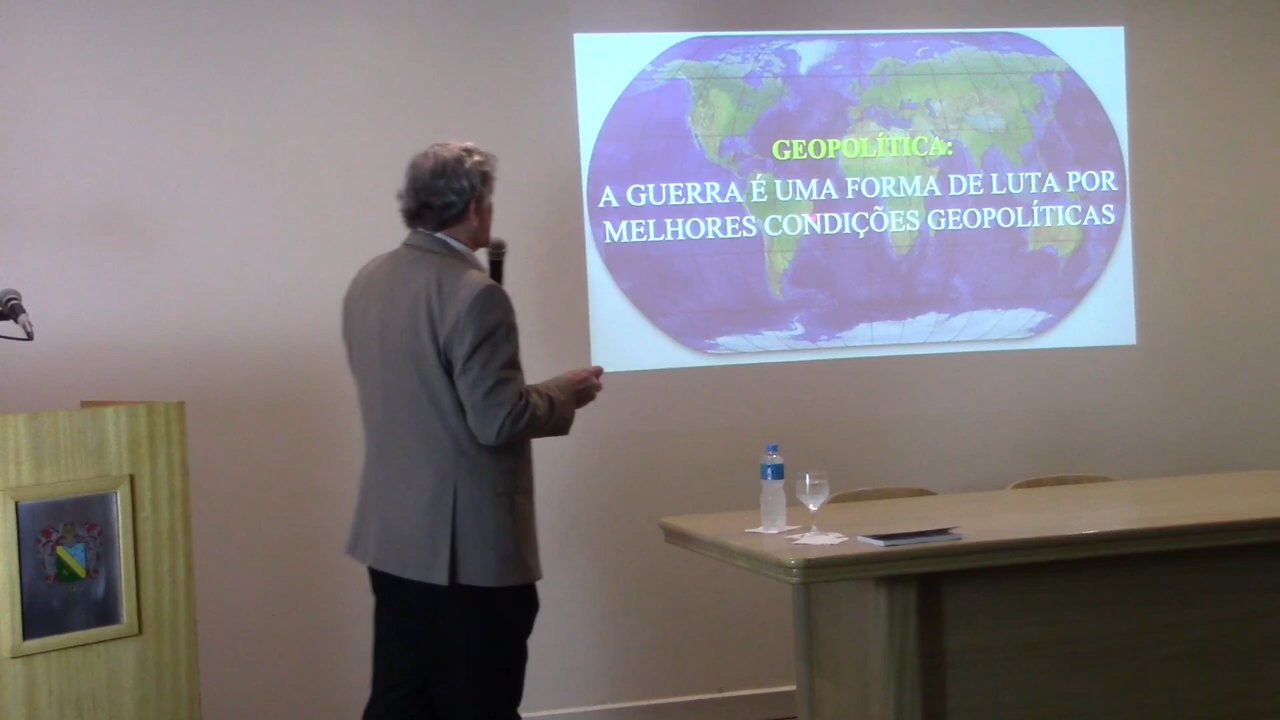 GEOPOLÍTICA:
A GUERRA É UMA FORMA DE LUTA POR
MELHORES CONDIÇÕES GEOPOLÍTICAS